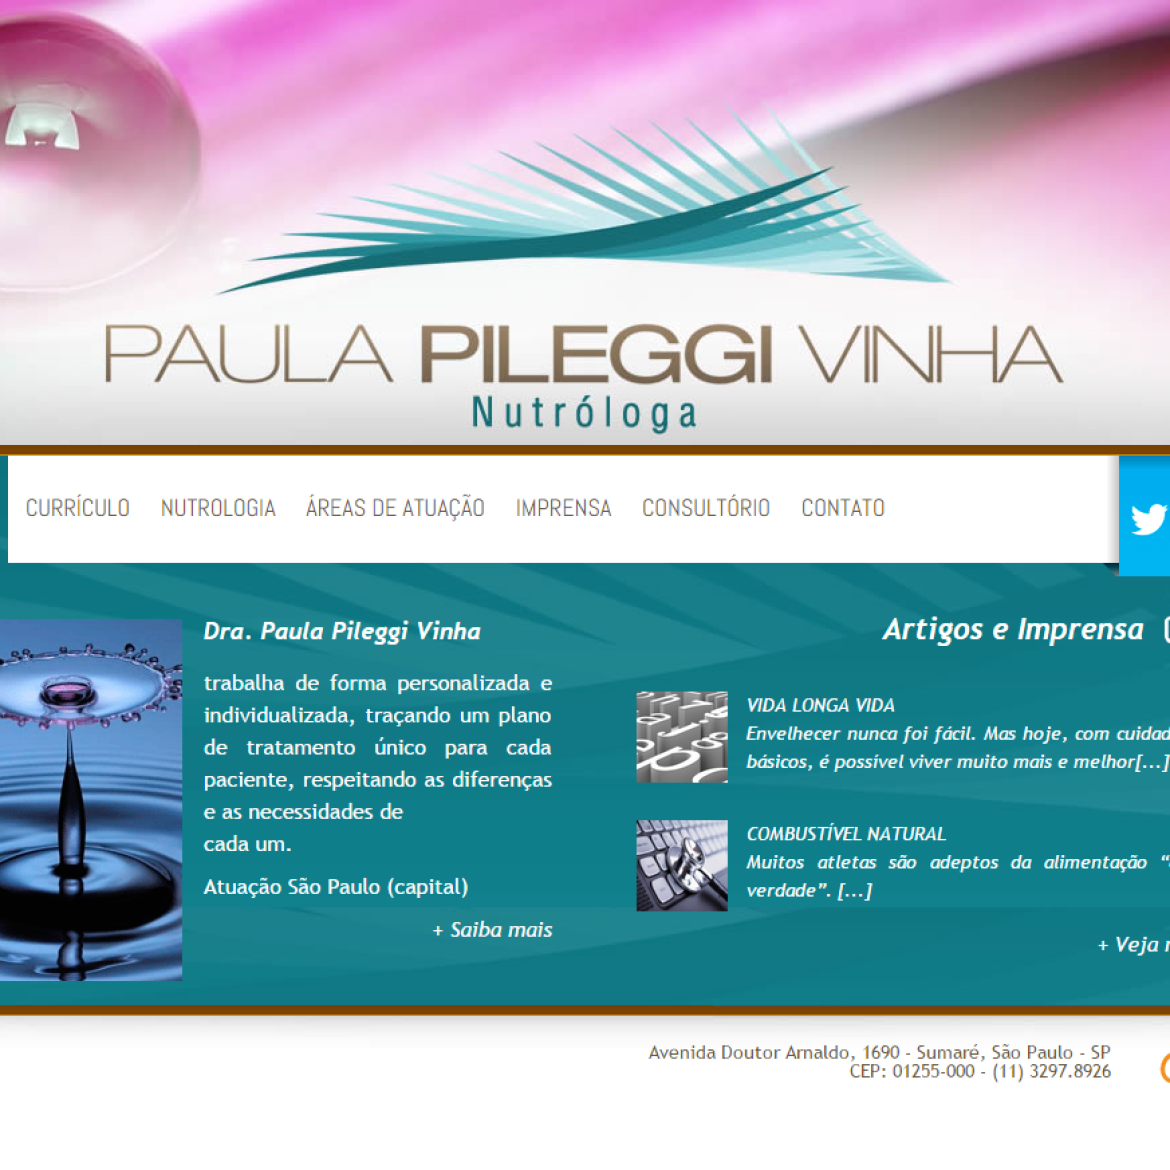 PAULA PILEGGI VINHA
Nutróloga
CURRÍCULO NUTROLOGIA ÁREAS DE ATUAÇÃO IMPRENSA CONSULTÓRIO CONTATO
Dra. Paula Pileggi Vinha
trabalha de forma personalizada e
individualizada, traçando um plano
de tratamento único para cada
paciente, respeitando as diferenças
e as necessidades de
cada um.
Atuação São Paulo (capital)
+ Saiba mais
Artigos e Imprensa
VIDA LONGA VIDA
Envelhecer nunca foi fácil. Mas hoje, com
básicos, é possível viver muito mais e melhor[...]
COMBUSTÍVEL NATURAL
Muitos atletas são adeptos da alimentação
verdade”. [...]
+ Veja
Avenida Doutor Arnaldo, 1690 - Sumaré, São Paulo - SP
CEP: 01255-000 - (11) 3297.8926